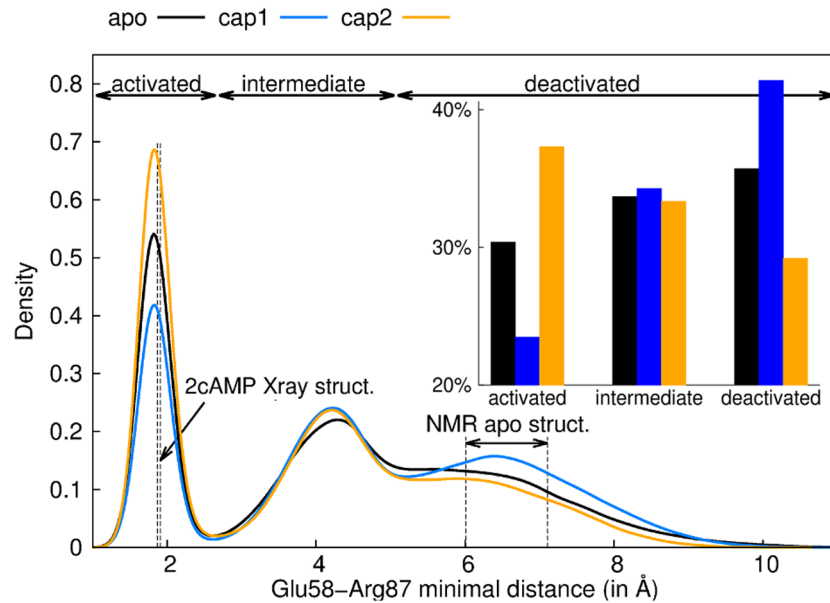 apo cap1 cap2
activated intermediate deactivated
0.8
0.7
0.6
0.5
0.4
0.3
0.2
0.1
0
Density
2cAMP Xray struct.
40%
30%
20%
activated intermediate deactivated
NMR apo struct.
2 4 6 8 10
Glu58−Arg87 minimal distance (in Å)